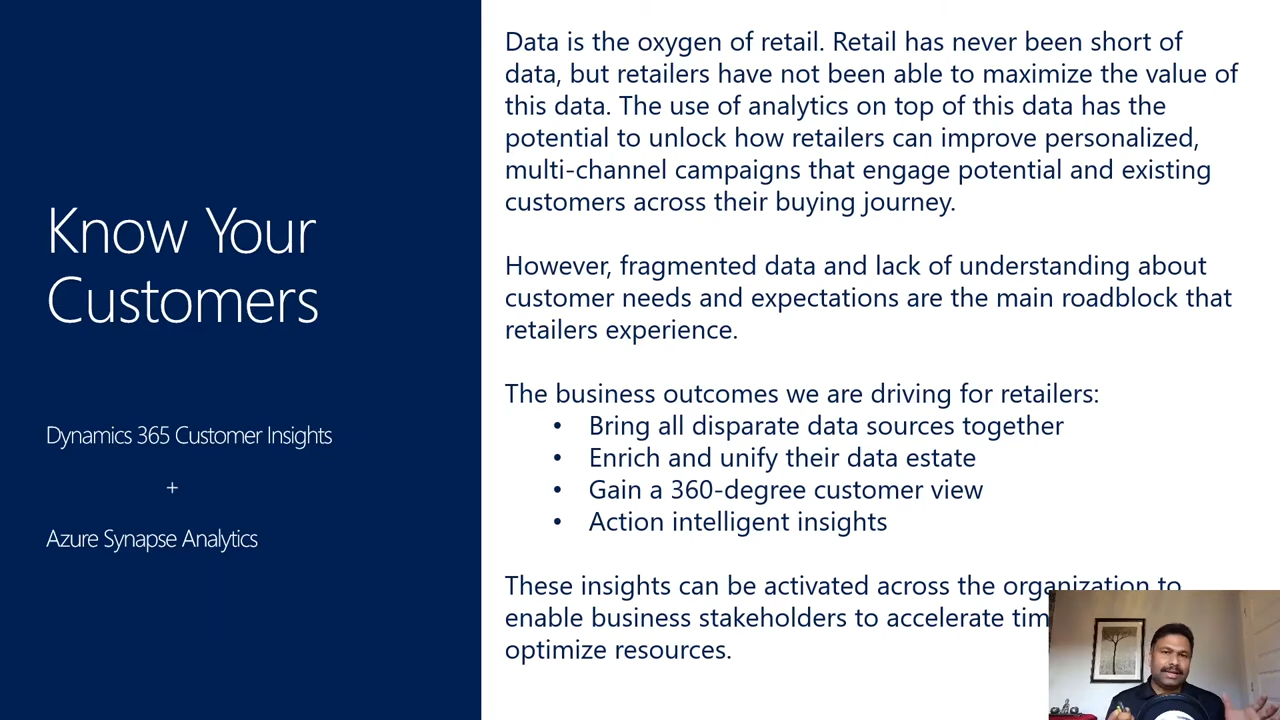 Know Your
Customers
Dynamics 365 Customer Insights
+
Azure Synapse Analytics
Data is the oxygen of retail. Retail has never been short of
data, but retailers have not been able to maximize the value of
this data. The use of analytics on top of this data has the
potential to unlock how retailers can improve personalized,
multi-channel campaigns that engage potential and existing
customers across their buying journey.
However, fragmented data and lack of understanding about
customer needs and expectations are the main roadblock that
retailers experience.
The business outcomes we are driving for retailers:
• Bring all disparate data sources together
• Enrich and unify their data estate
• Gain a 360-degree customer view
• Action intelligent insights
These insights can be activated across the organization to
enable business stakeholders to accelerate
optimize resources.